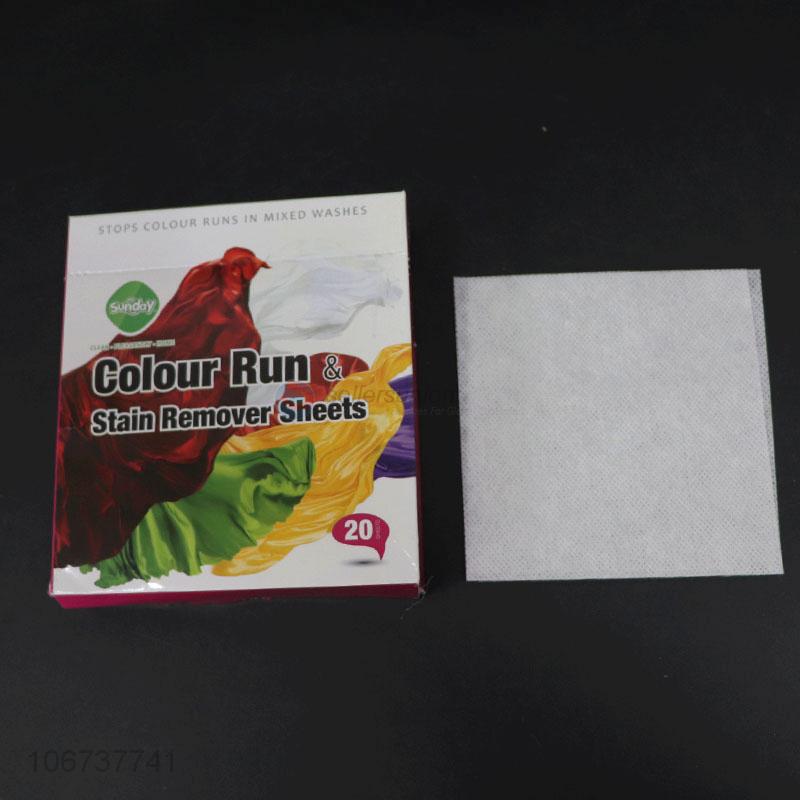 STOPS COLOUR RUNS IN MIXED WASHES
Sunday
Colour Run &
Stain Remover Sheets
20
106737741